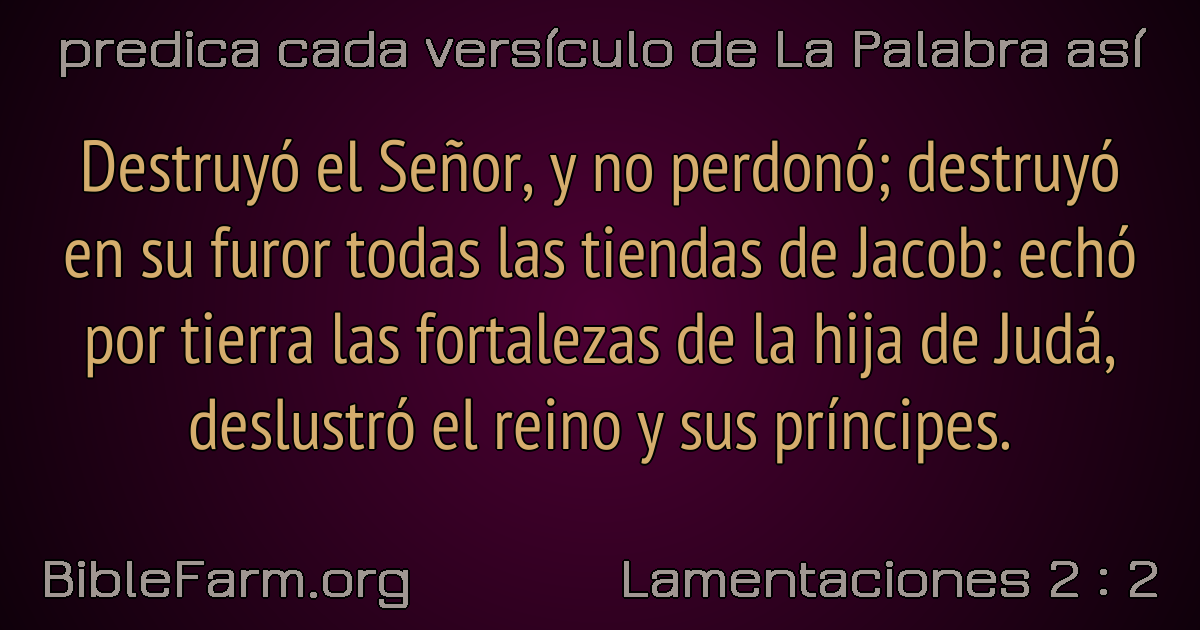 predica cada versículo de La Palabra así
Destruyó el Señor, y no perdonó; destruyó
en su furor todas las tiendas de Jacob: echó
por tierra las fortalezas de la hija de Judá,
deslustró el reino y sus príncipes.
BibleFarm.org
Lamentaciones 2 : 2